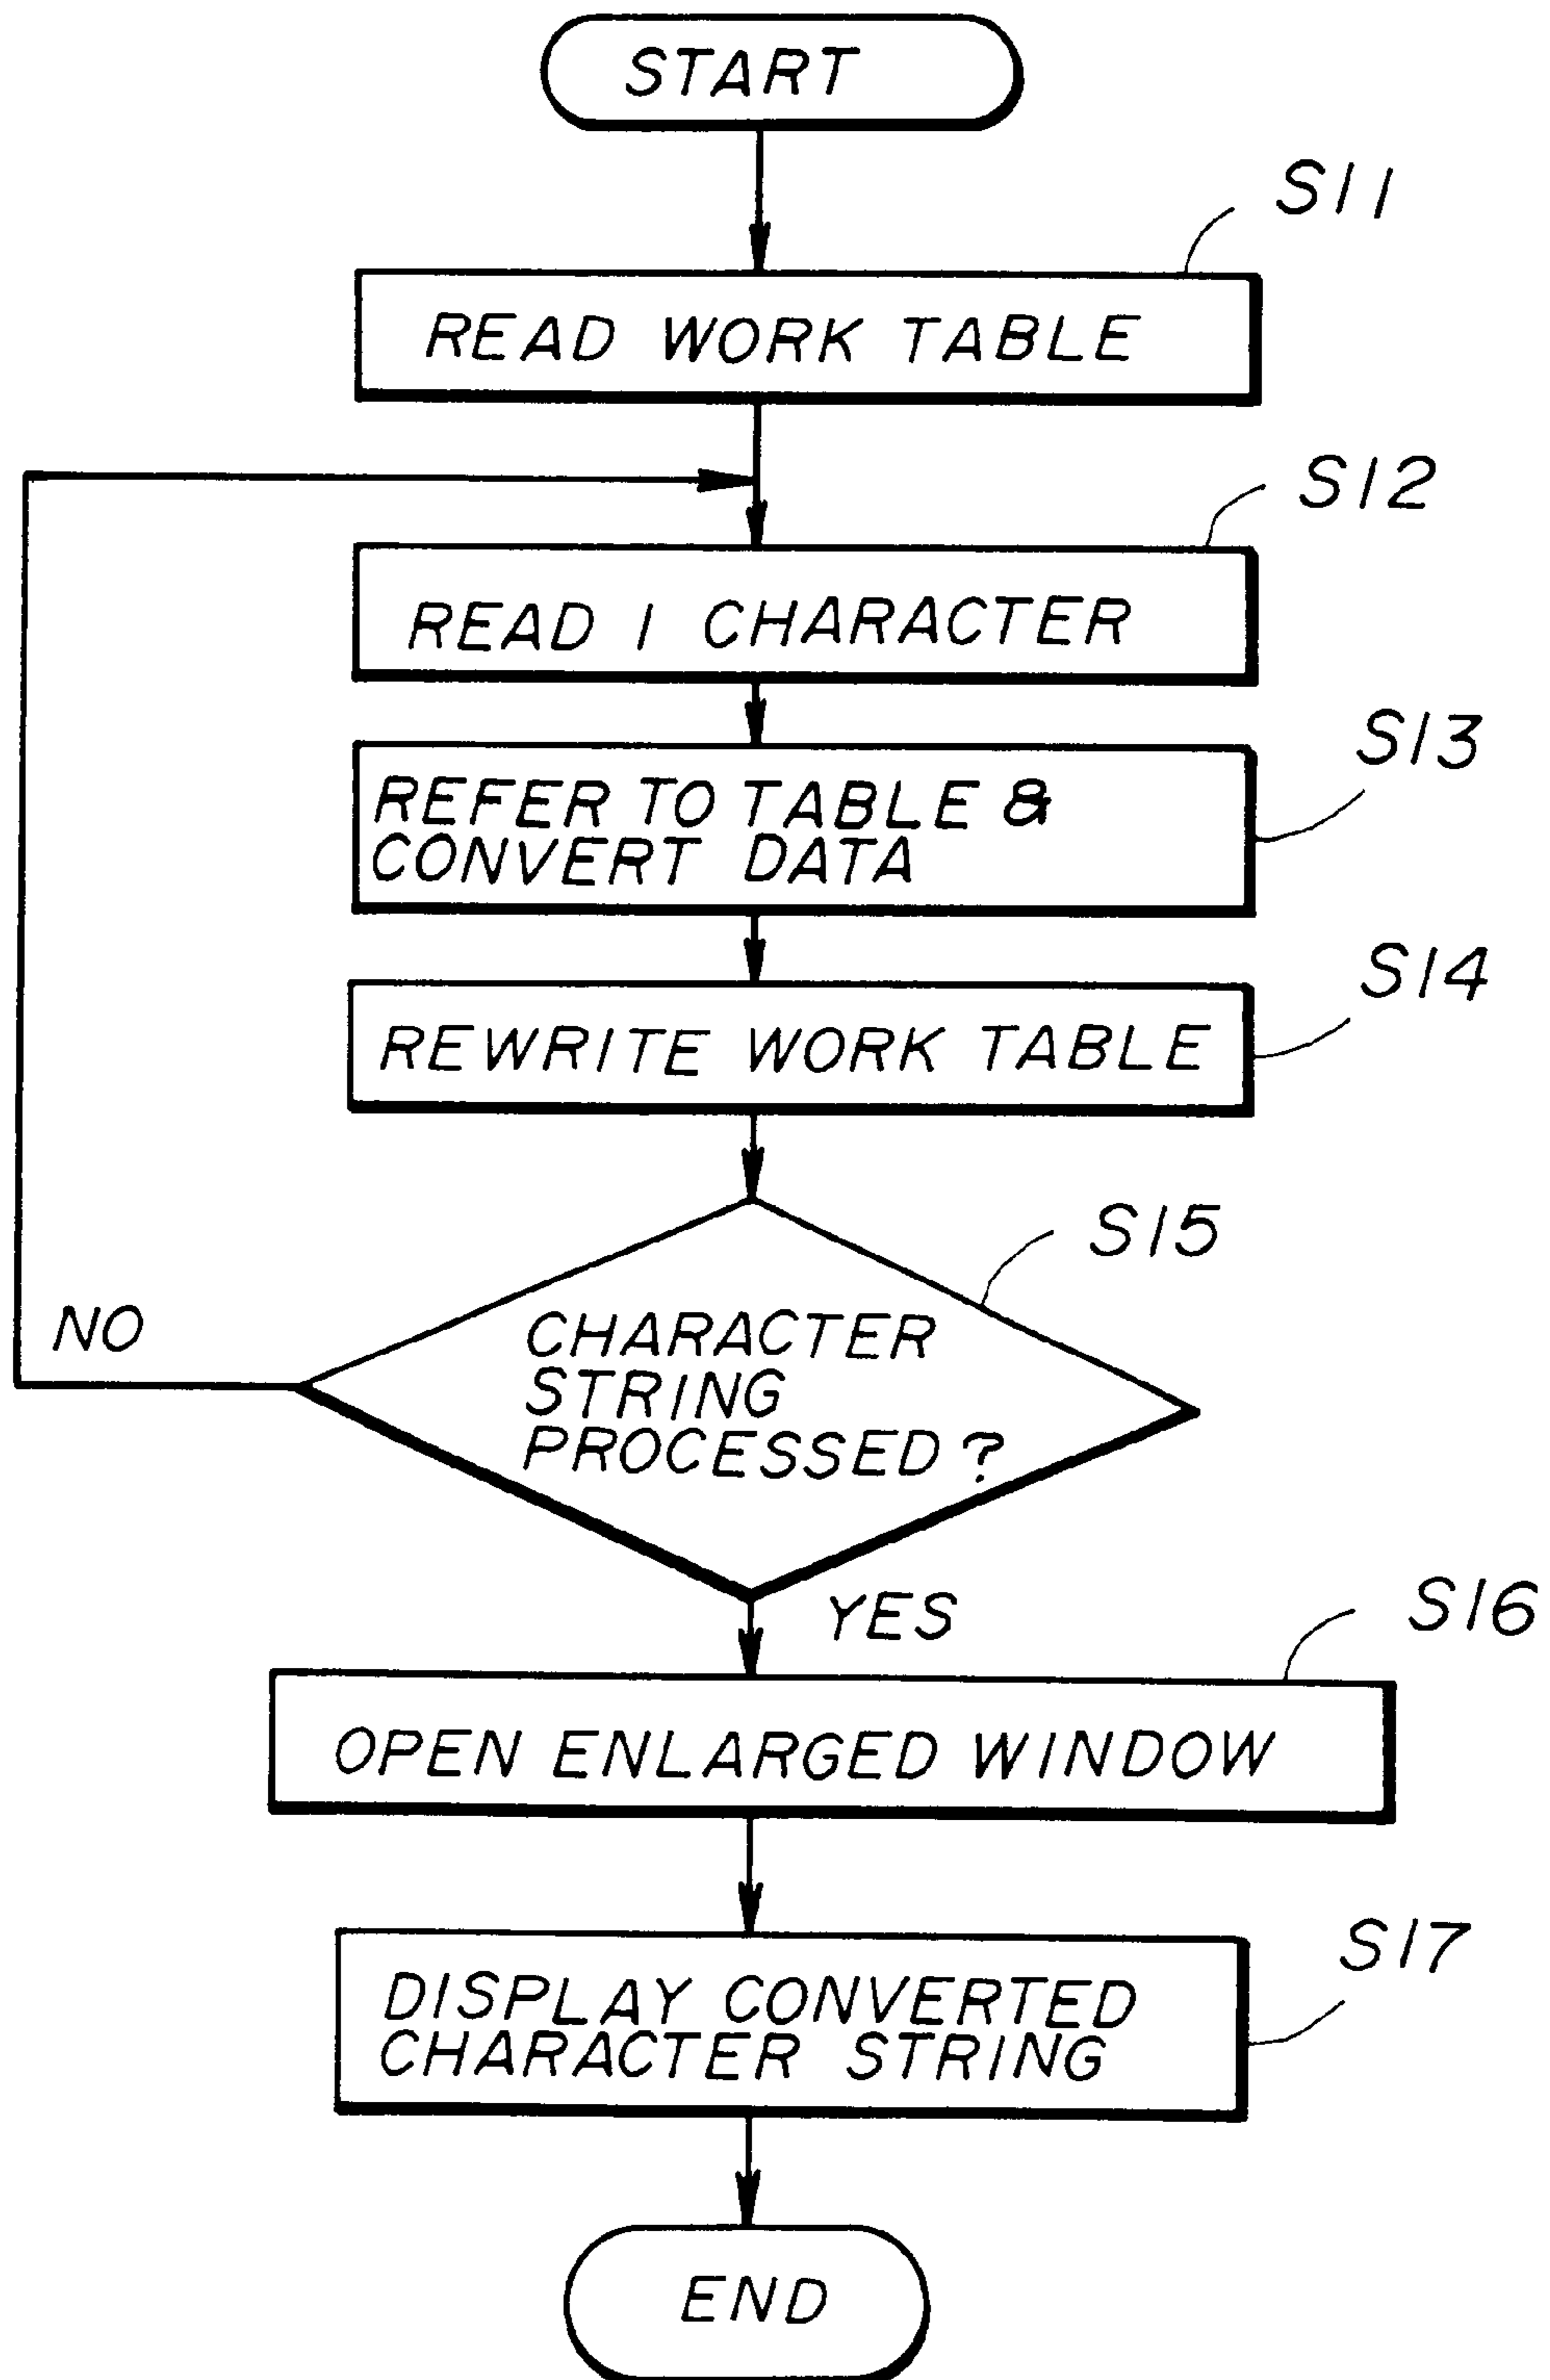 START
S11
READ WORK TABLE
S12
READ 1 CHARACTER
S13
REFER TO TABLE &
CONVERT DATA
S14
REWRITE WORK TABLE
S15
NO
CHARACTER
STRING
PROCESSED ?
YES
S16
OPEN ENLARGED WINDOW
S17
DISPLAY CONVERTED
CHARACTER STRING
END